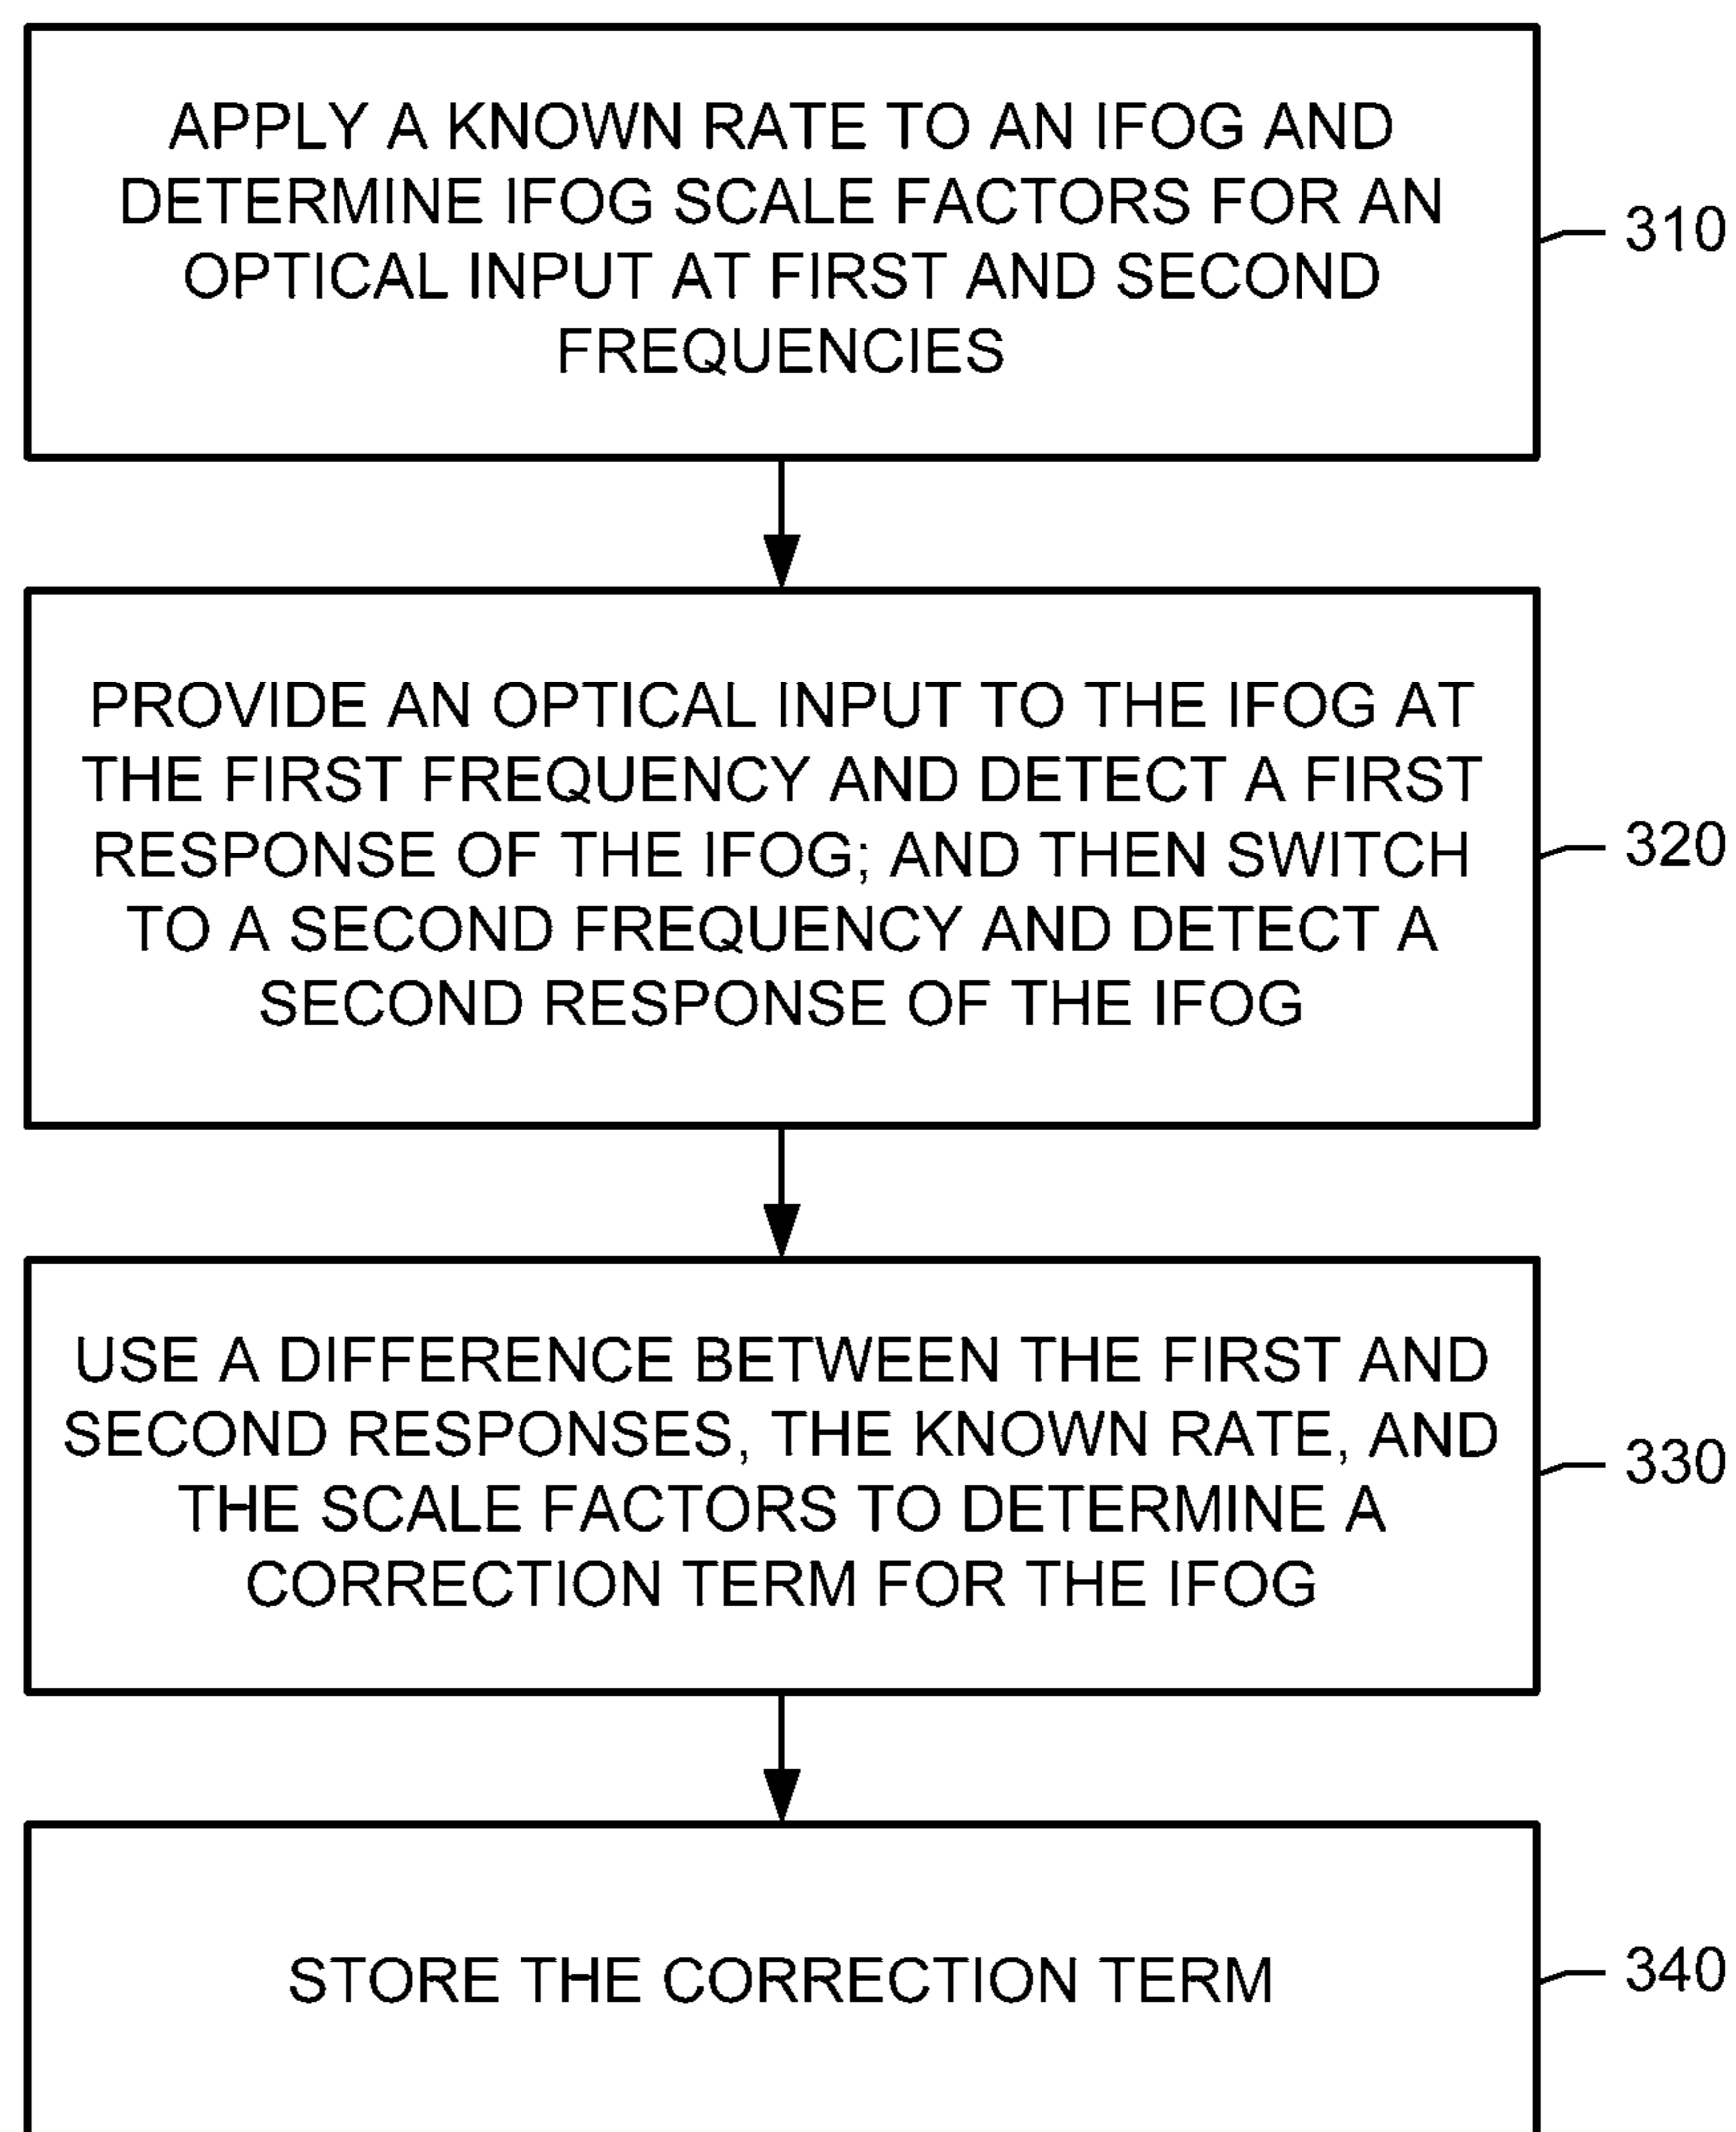 APPLY A KNOWN RATE TO AN IFOG AND
DETERMINE IFOG SCALE FACTORS FOR AN
OPTICAL INPUT AT FIRST AND SECOND
FREQUENCIES
310
PROVIDE AN OPTICAL INPUT TO THE IFOG AT
THE FIRST FREQUENCY AND DETECT A FIRST
RESPONSE OF THE IFOG; AND THEN SWITCH
TO A SECOND FREQUENCY AND DETECT A
SECOND RESPONSE OF THE IFOG
320
USE A DIFFERENCE BETWEEN THE FIRST AND
SECOND RESPONSES, THE KNOWN RATE, AND
THE SCALE FACTORS TO DETERMINE A
CORRECTION TERM FOR THE IFOG
330
STORE THE CORRECTION TERM
340